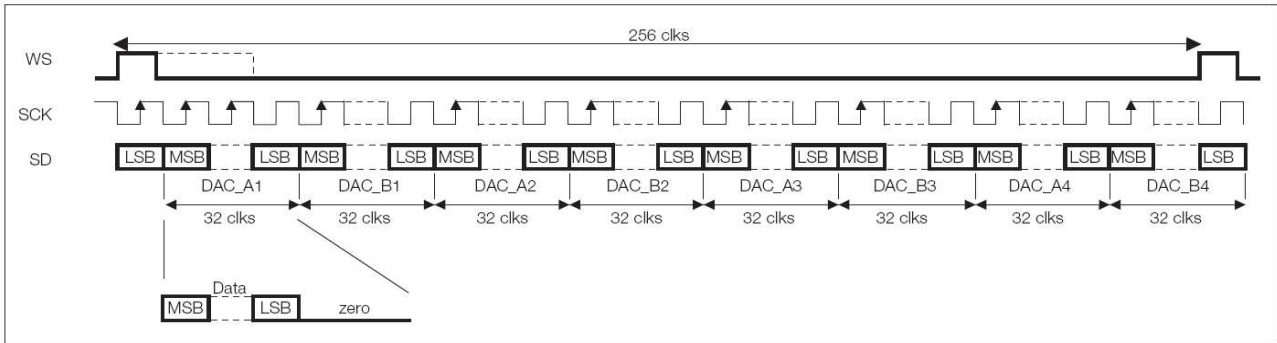 256 clks
WS
SCK
SD
LSB MSB LSB MSB LSB MSB LSB MSB LSB MSB LSB MSB LSB MSB LSB MSB LSB
DAC_A1 DAC_B1 DAC_A2 DAC_B2 DAC_A3 DAC_B3 DAC_A4 DAC_B4
32 clks 32 clks 32 clks 32 clks 32 clks 32 clks 32 clks 32 clks
Data
MSB LSB zero